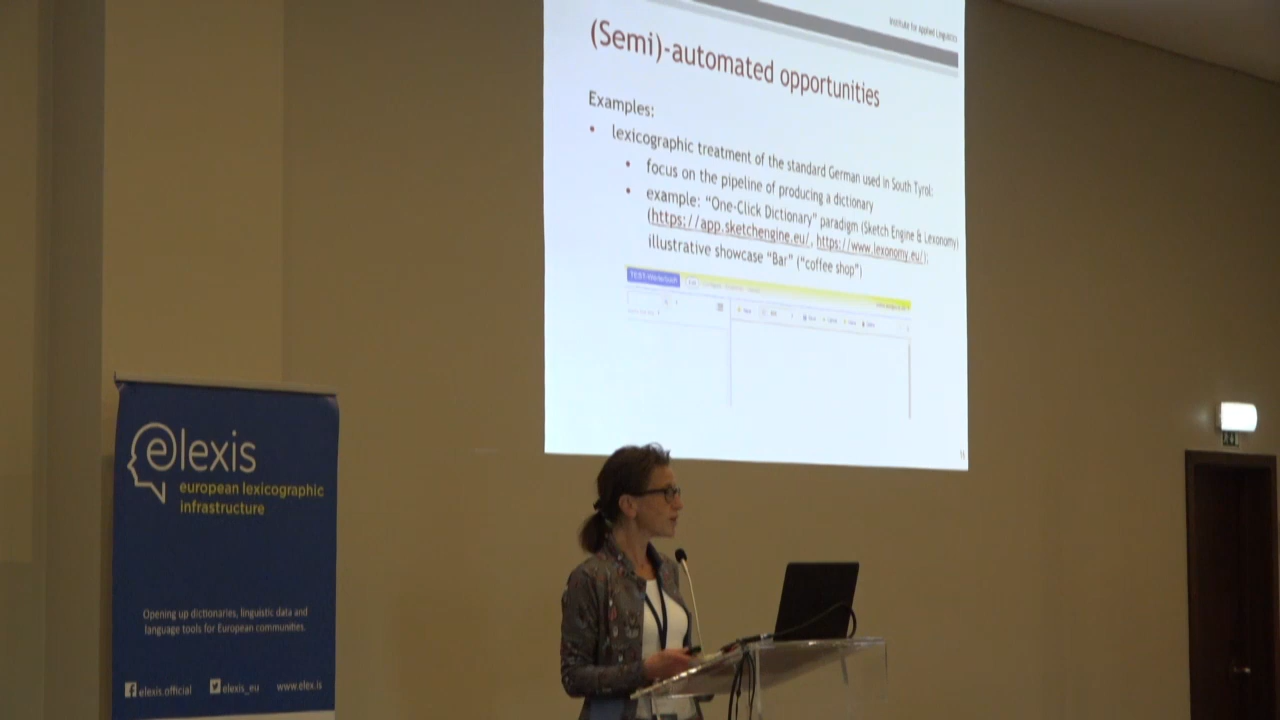 Institute for Applied Linguistics
(Semi)-automated opportunities
Examples:
• lexicographic treatment of the standard German used in South Tyrol:
• focus on the pipeline of producing a dictionary
• example: “One-Click Dictionary” paradigm (Sketch Engine & Lexonomy)
(https://app.sketchengine.eu/, https://www.lexonomy.eu/);
illustrative showcase “Bar” (“coffee shop”)
TEST-Wörterbuch
elexis
european lexicographic
infrastructure
Opening up dictionaries, linguistic data and
language tools for European communities.
elexis.official elexis_eu www.elex.is